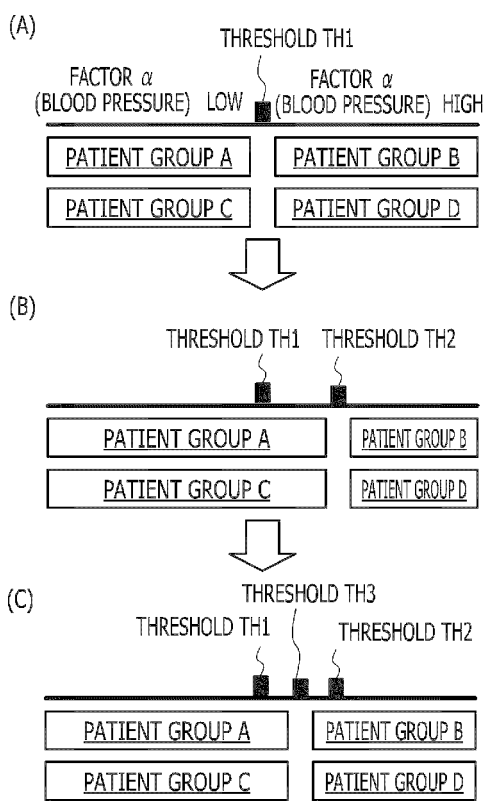 (A)
THRESHOLD TH1
FACTOR α
(BLOOD PRESSURE) LOW
FACTOR α
(BLOOD PRESSURE) HIGH
PATIENT GROUP A
PATIENT GROUP B
PATIENT GROUP C
PATIENT GROUP D
(B)
THRESHOLD TH1
THRESHOLD TH2
PATIENT GROUP A
PATIENT GROUP B
PATIENT GROUP C
PATIENT GROUP D
(C)
THRESHOLD TH3
THRESHOLD TH1
THRESHOLD TH2
PATIENT GROUP A
PATIENT GROUP B
PATIENT GROUP C
PATIENT GROUP D